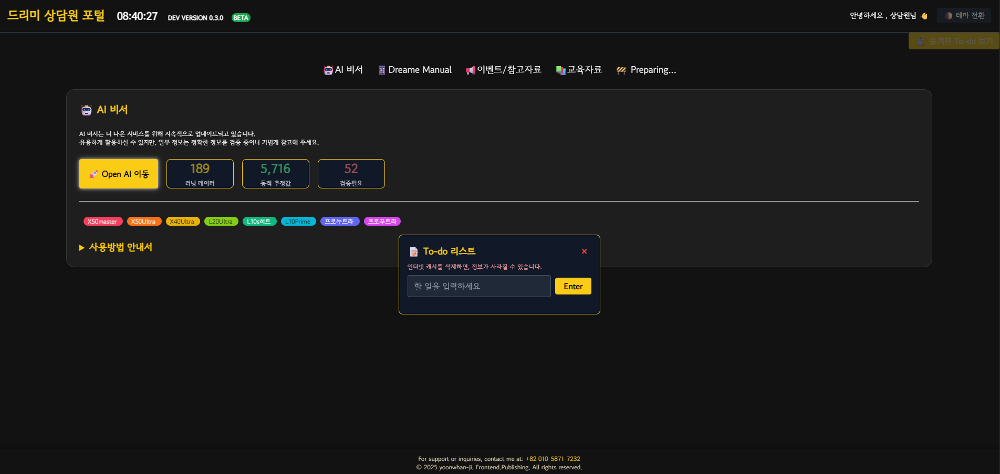 드리미 상담원 포털 08:40:27 DEV VERSION 0.3.0 BETA
안녕하세요 , 상담원님 👋 🌗 테마 전환
숨겨진 To-do 보기
🤖AI 비서
Dreame Manual
📢이벤트/참고자료
📚교육자료
🚧 Preparing...
🤖 AI 비서
AI 비서는 더 나은 서비스를 위해 지속적으로 업데이트되고 있습니다.
유용하게 활용하실 수 있지만, 일부 정보는 정확한 정보를 검증 중이니 가볍게 참고해 주세요.
🚀 Open AI 이동
189
러닝 데이터
5,716
동적 추정값
52
검증필요
X50master X50Ultra X40Ultra L20Ultra L10s히트 L10Prime 프로누트라 프로푸트라
▶ 사용방법 안내서
📝 To-do 리스트 ×
인터넷 캐시를 삭제하면, 정보가 사라질 수 있습니다.
할 일을 입력하세요 Enter
For support or inquiries, contact me at: +82 010-5871-7232
© 2025 yoonwhan-ji. Frontend.Publishing. All rights reserved.